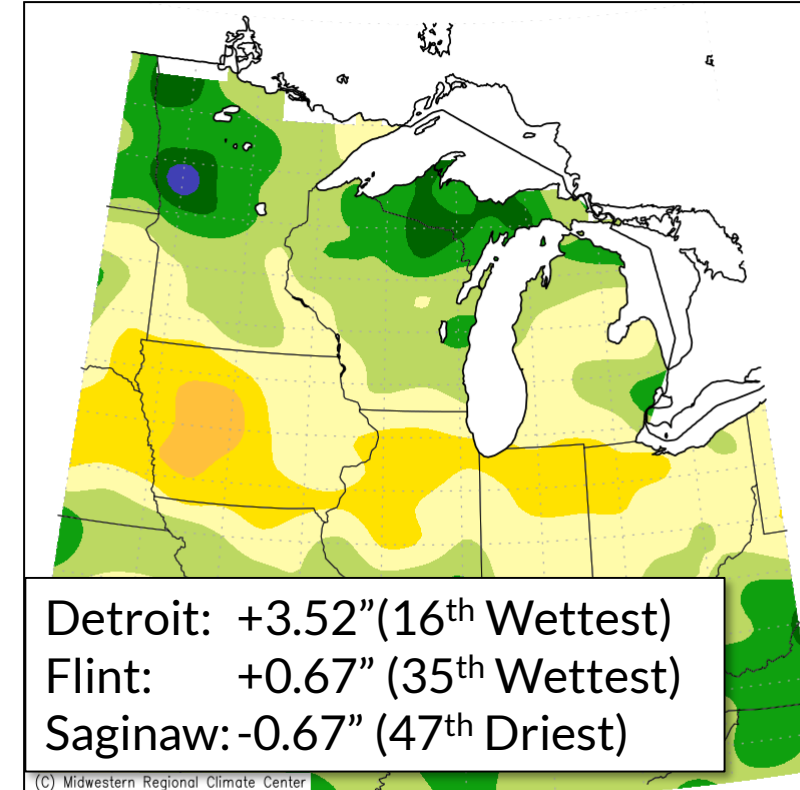 Detroit: +3.52”(16th Wettest)
Flint: +0.67” (35th Wettest)
Saginaw: -0.67” (47th Driest)
(C) Midwestern Regional Climate Center